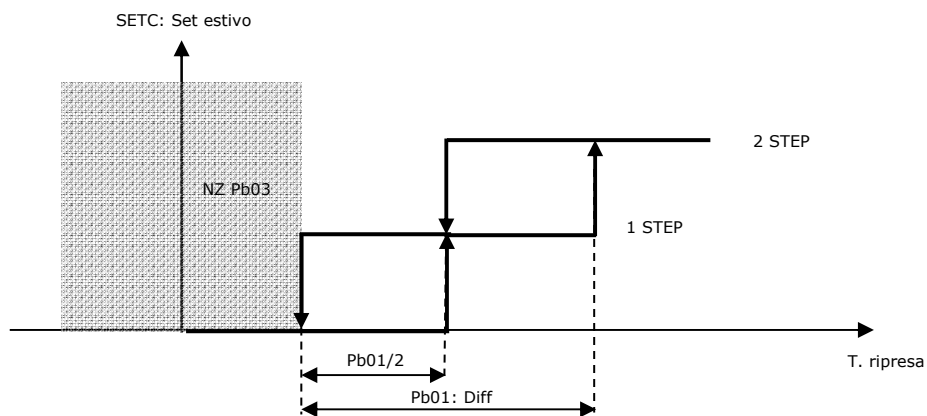 SETC: Set estivo
2 STEP
NZ Pb03
1 STEP
Pb01/2
T. ripresa
Pb01: Diff